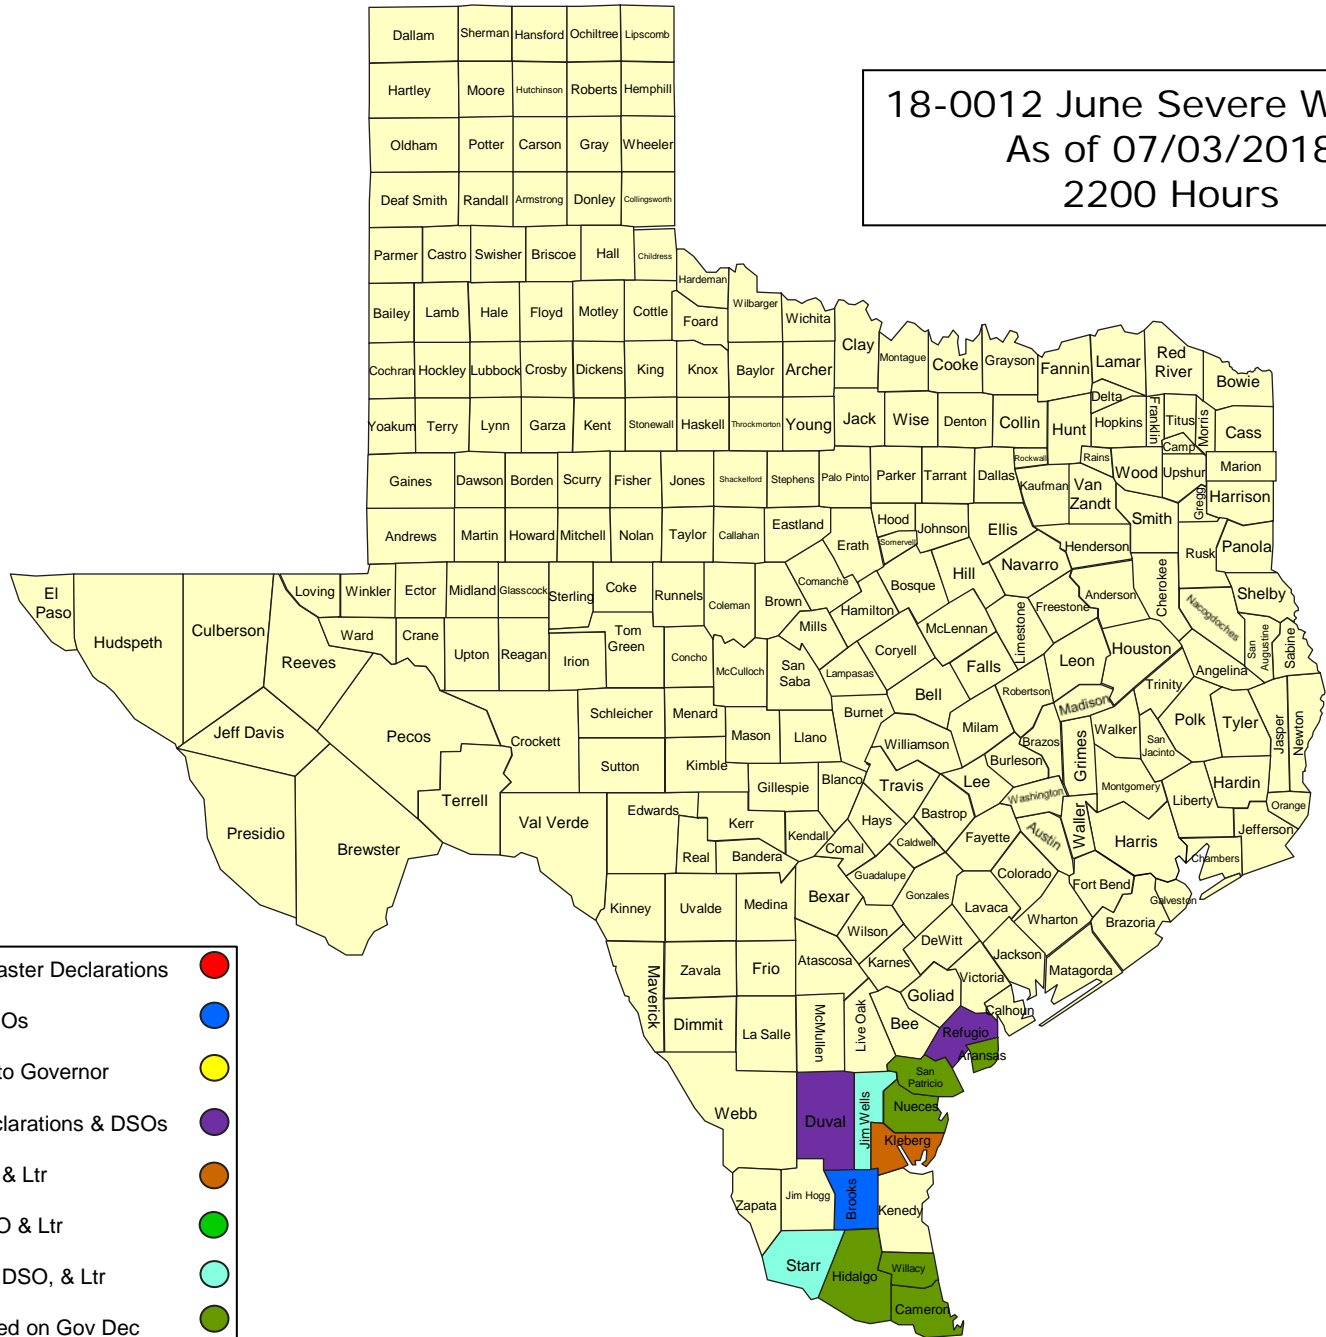 Dallam Sherman Hansford Ochiltree Lipscomb
Hartley Moore Hutchinson Roberts Hemphill
18-0012 June Severe W
As of 07/03/2018
2200 Hours
Oldham Potter Carson Gray Wheeler
Deaf Smith Randall Armstrong Donley Collingsworth
Parmer Castro Swisher Briscoe Hall Childress
Hardeman
Bailey Lamb Hale Floyd Motley Cottle Foard Wilbarger Wichita
Clay Montague Cooke Grayson Fannin Lamar Red
River Bowie
Cochran Hockley Lubbock Crosby Dickens King Knox Baylor Archer
Delta
Yoakum Terry Lynn Garza Kent Stonewall Haskell Throckmorton Young Jack Wise Denton Collin Hunt Hopkins Franklin Titus Morris Cass
Camp
Gaines Dawson Borden Scurry Fisher Jones Shackelford Stephens Palo Pinto Parker Tarrant Dallas Rockwall Kaufman Rains Van
Zandt Wood Upshur Marion
Gregg Harrison
Andrews Martin Howard Mitchell Nolan Taylor Callahan Eastland Erath Hood Somervell Johnson Ellis Henderson Smith Rusk Panola
El
Paso Hudspeth Culberson Reeves Loving Winkler Ector Midland Glasscock Sterling Coke Runnels Coleman Brown Comanche Hamilton Bosque Hill Navarro Freestone Anderson Cherokee Nacogdoches Shelby
Ward Crane Upton Reagan Irion Tom
Green Concho McCulloch San
Saba Mills Lampasas Coryell McLennan Limestone Falls Leon Houston Angelina San
Augustine Sabine
Jeff Davis Pecos Crockett Schleicher Menard Mason Llano Burnet Bell Milam Robertson Madison Trinity Walker San
Jacinto Polk Tyler Jasper Newton
Presidio Brewster Terrell Val Verde Sutton Kimble Gillespie Blanco Williamson Travis Lee Burleson Brazos Grimes Washington Montgomery Liberty Hardin Orange
Edwards Real Kerr Bandera Kendall Comal Hays Caldwell Bastrop Fayette Austin Waller Harris Chambers Jefferson
Kinney Uvalde Medina Bexar Guadalupe Gonzales Lavaca Colorado Wharton Fort Bend Brazoria Galveston
Maverick Zavala Frio Atascosa Wilson Karnes DeWitt Victoria Jackson Matagorda
Dimmit La Salle McMullen Live Oak Bee Goliad Refugio Calhoun
Aransas
San
Patricio
Webb Duval Jim Wells Nueces
Kleberg
Zapata Jim Hogg Brooks Kenedy
Starr Hidalgo Willacy
Cameron
aster Declarations
Os
to Governor
clarations & DSOs
& Ltr
O & Ltr
DSO, & Ltr
ed on Gov Dec